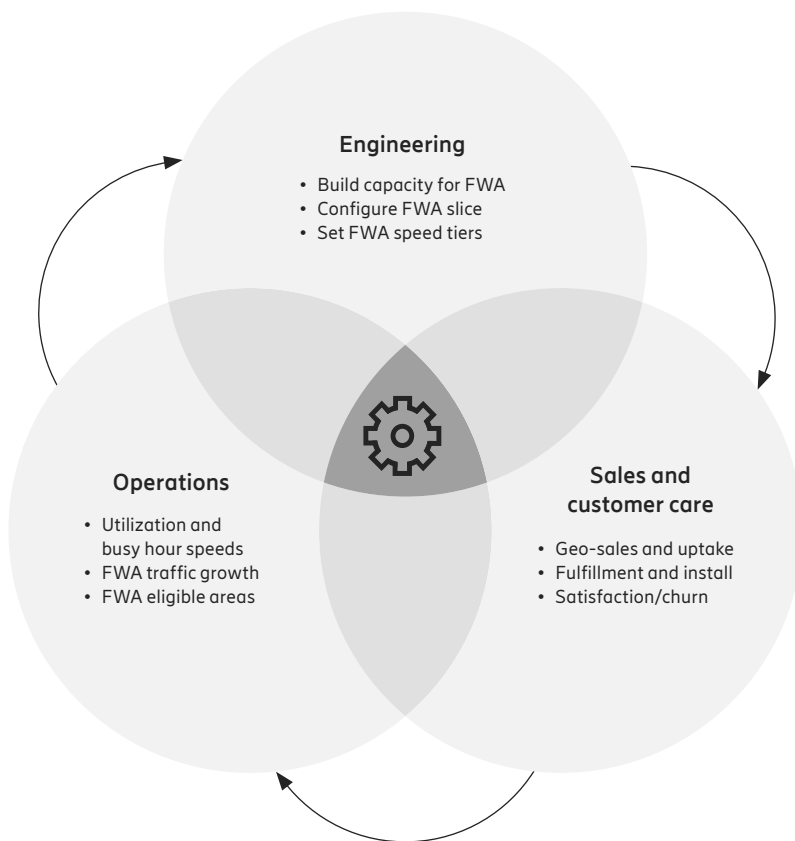 Engineering
• Build capacity for FWA
• Configure FWA slice
• Set FWA speed tiers
Operations
• Utilization and
busy hour speeds
• FWA traffic growth
• FWA eligible areas
Sales and
customer care
• Geo-sales and uptake
• Fulfillment and install
• Satisfaction/churn